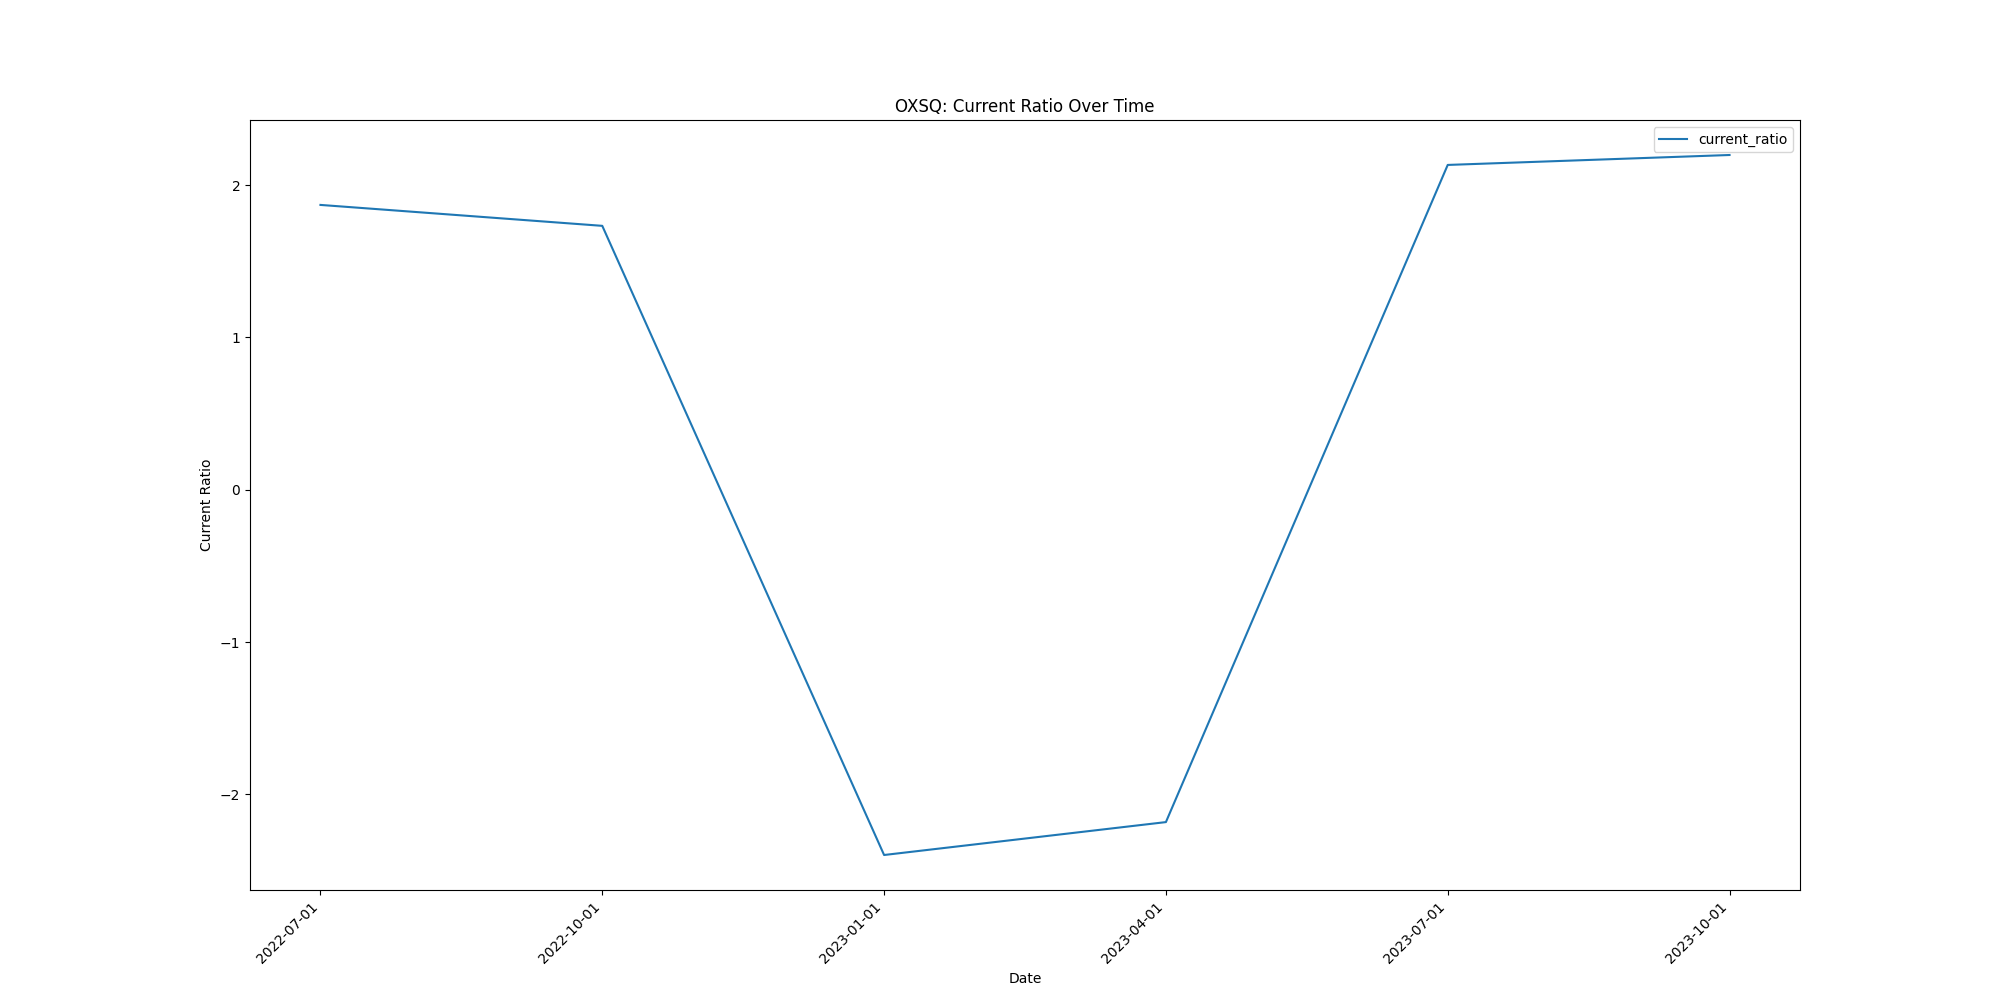 OXSQ: Current Ratio Over Time
current_ratio
Current Ratio
2
1
0
−1
−2
2022-07-01
2022-10-01
2023-01-01
2023-04-01
2023-07-01
2023-10-01
Date